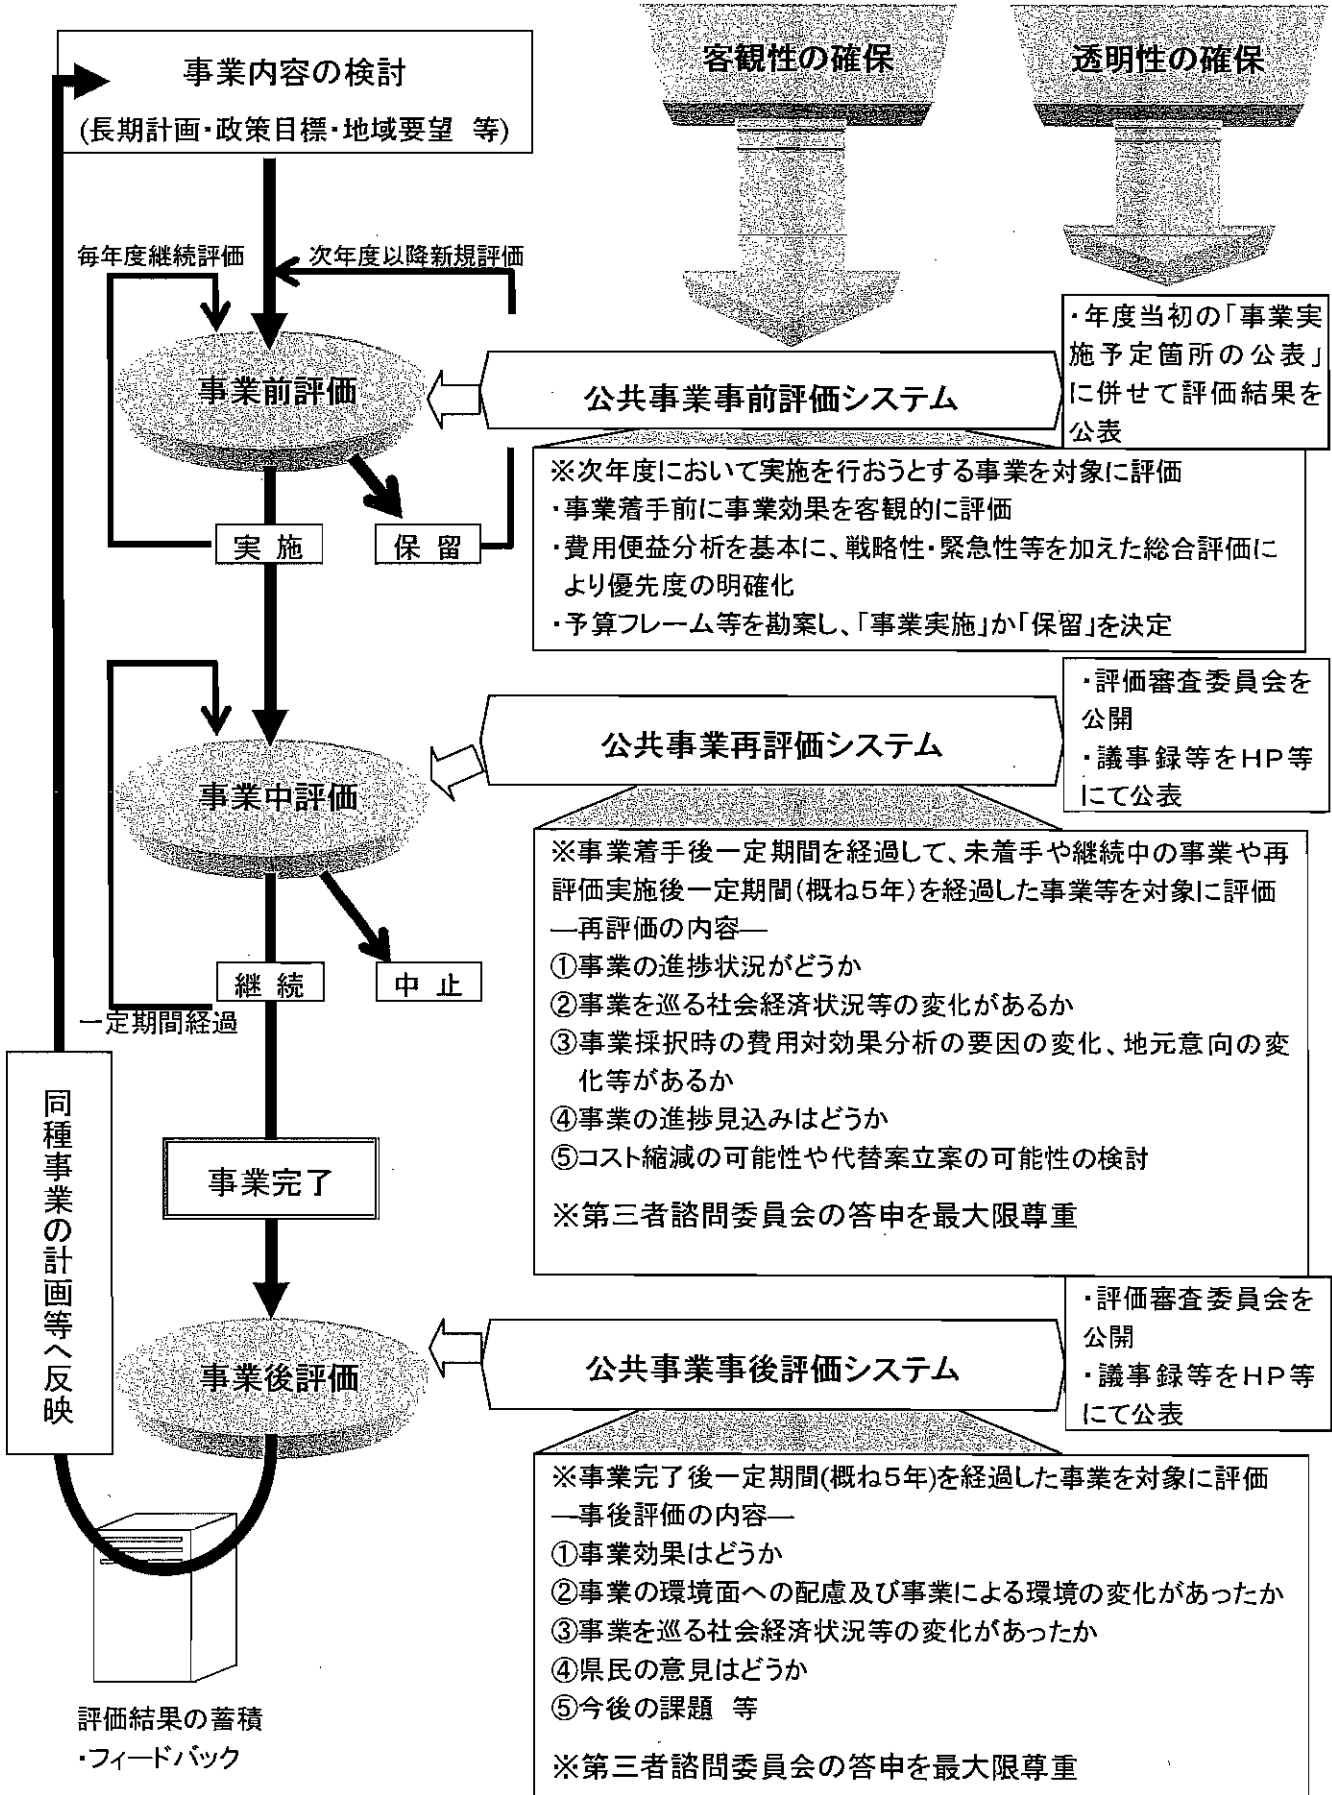 客観性の確保
透明性の確保
事業内容の検討
(長期計画・政策目標・地域要望 等)
毎年度継続評価
次年度以降新規評価
事業前評価
公共事業事前評価システム
・年度当初の「事業実
施予定箇所の公表」
に併せて評価結果を
公表
※次年度において実施を行おうとする事業を対象に評価
・事業着手前に事業効果を客観的に評価
・費用便益分析を基本に、戦略性・緊急性等を加えた総合評価に
より優先度の明確化
・予算フレーム等を勘案し、「事業実施」か「保留」を決定
実 施
保 留
事業中評価
公共事業再評価システム
・評価審査委員会を
公開
・議事録等をHP等
にて公表
※事業着手後一定期間を経過して、未着手や継続中の事業や再
評価実施後一定期間(概ね5年)を経過した事業等を対象に評価
―再評価の内容―
①事業の進捗状況がどうか
②事業を巡る社会経済状況等の変化があるか
③事業採択時の費用対効果分析の要因の変化、地元意向の変
化等があるか
④事業の進捗見込みはどうか
⑤コスト縮減の可能性や代替案立案の可能性の検討
※第三者諮問委員会の答申を最大限尊重
継 続
中 止
一定期間経過
同種事業の計画等へ反映
事業完了
事業後評価
公共事業事後評価システム
・評価審査委員会を
公開
・議事録等をHP等
にて公表
※事業完了後一定期間(概ね5年)を経過した事業を対象に評価
―事後評価の内容―
①事業効果はどうか
②事業の環境面への配慮及び事業による環境の変化があったか
③事業を巡る社会経済状況等の変化があったか
④県民の意見はどうか
⑤今後の課題 等
※第三者諮問委員会の答申を最大限尊重
評価結果の蓄積
・フィードバック